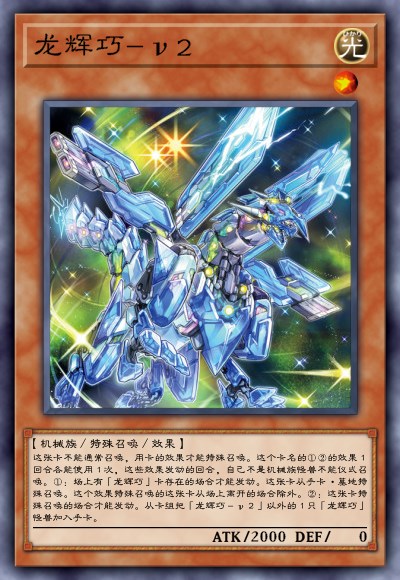 龙辉巧－ν２
光
【机械族／特殊召唤／效果】
这张卡不能通常召唤，用卡的效果才能特殊召唤。这个卡名的①②的效果１
回合各能使用１次，这些效果发动的回合，自己不是机械族怪兽不能仪式召
唤。①：场上有「龙辉巧」卡存在的场合才能发动。这张卡从手卡·墓地特
殊召唤。这个效果特殊召唤的这张卡从场上离开的场合除外。②：这张卡特
殊召唤的场合才能发动。从卡组把「龙辉巧－ν２」以外的１只「龙辉巧」
怪兽加入手卡。
ATK/2000 DEF/ 0